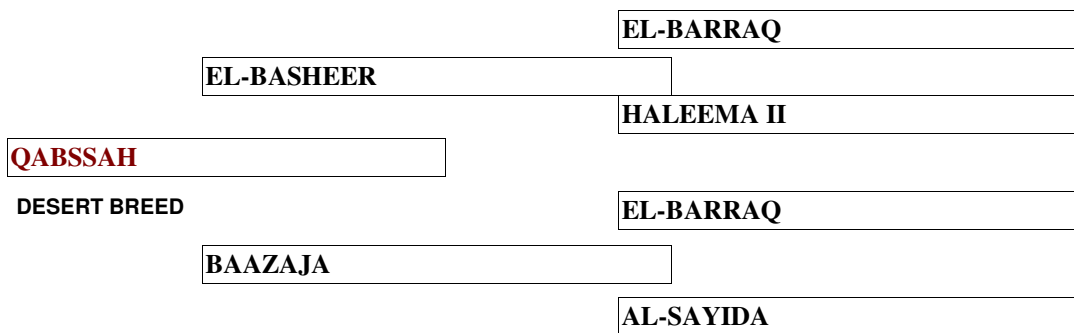 EL-BARRAQ
EL-BASHEER
HALEEMA II
QABSSAH
DESERT BREED
EL-BARRAQ
BAAZAJA
AL-SAYIDA